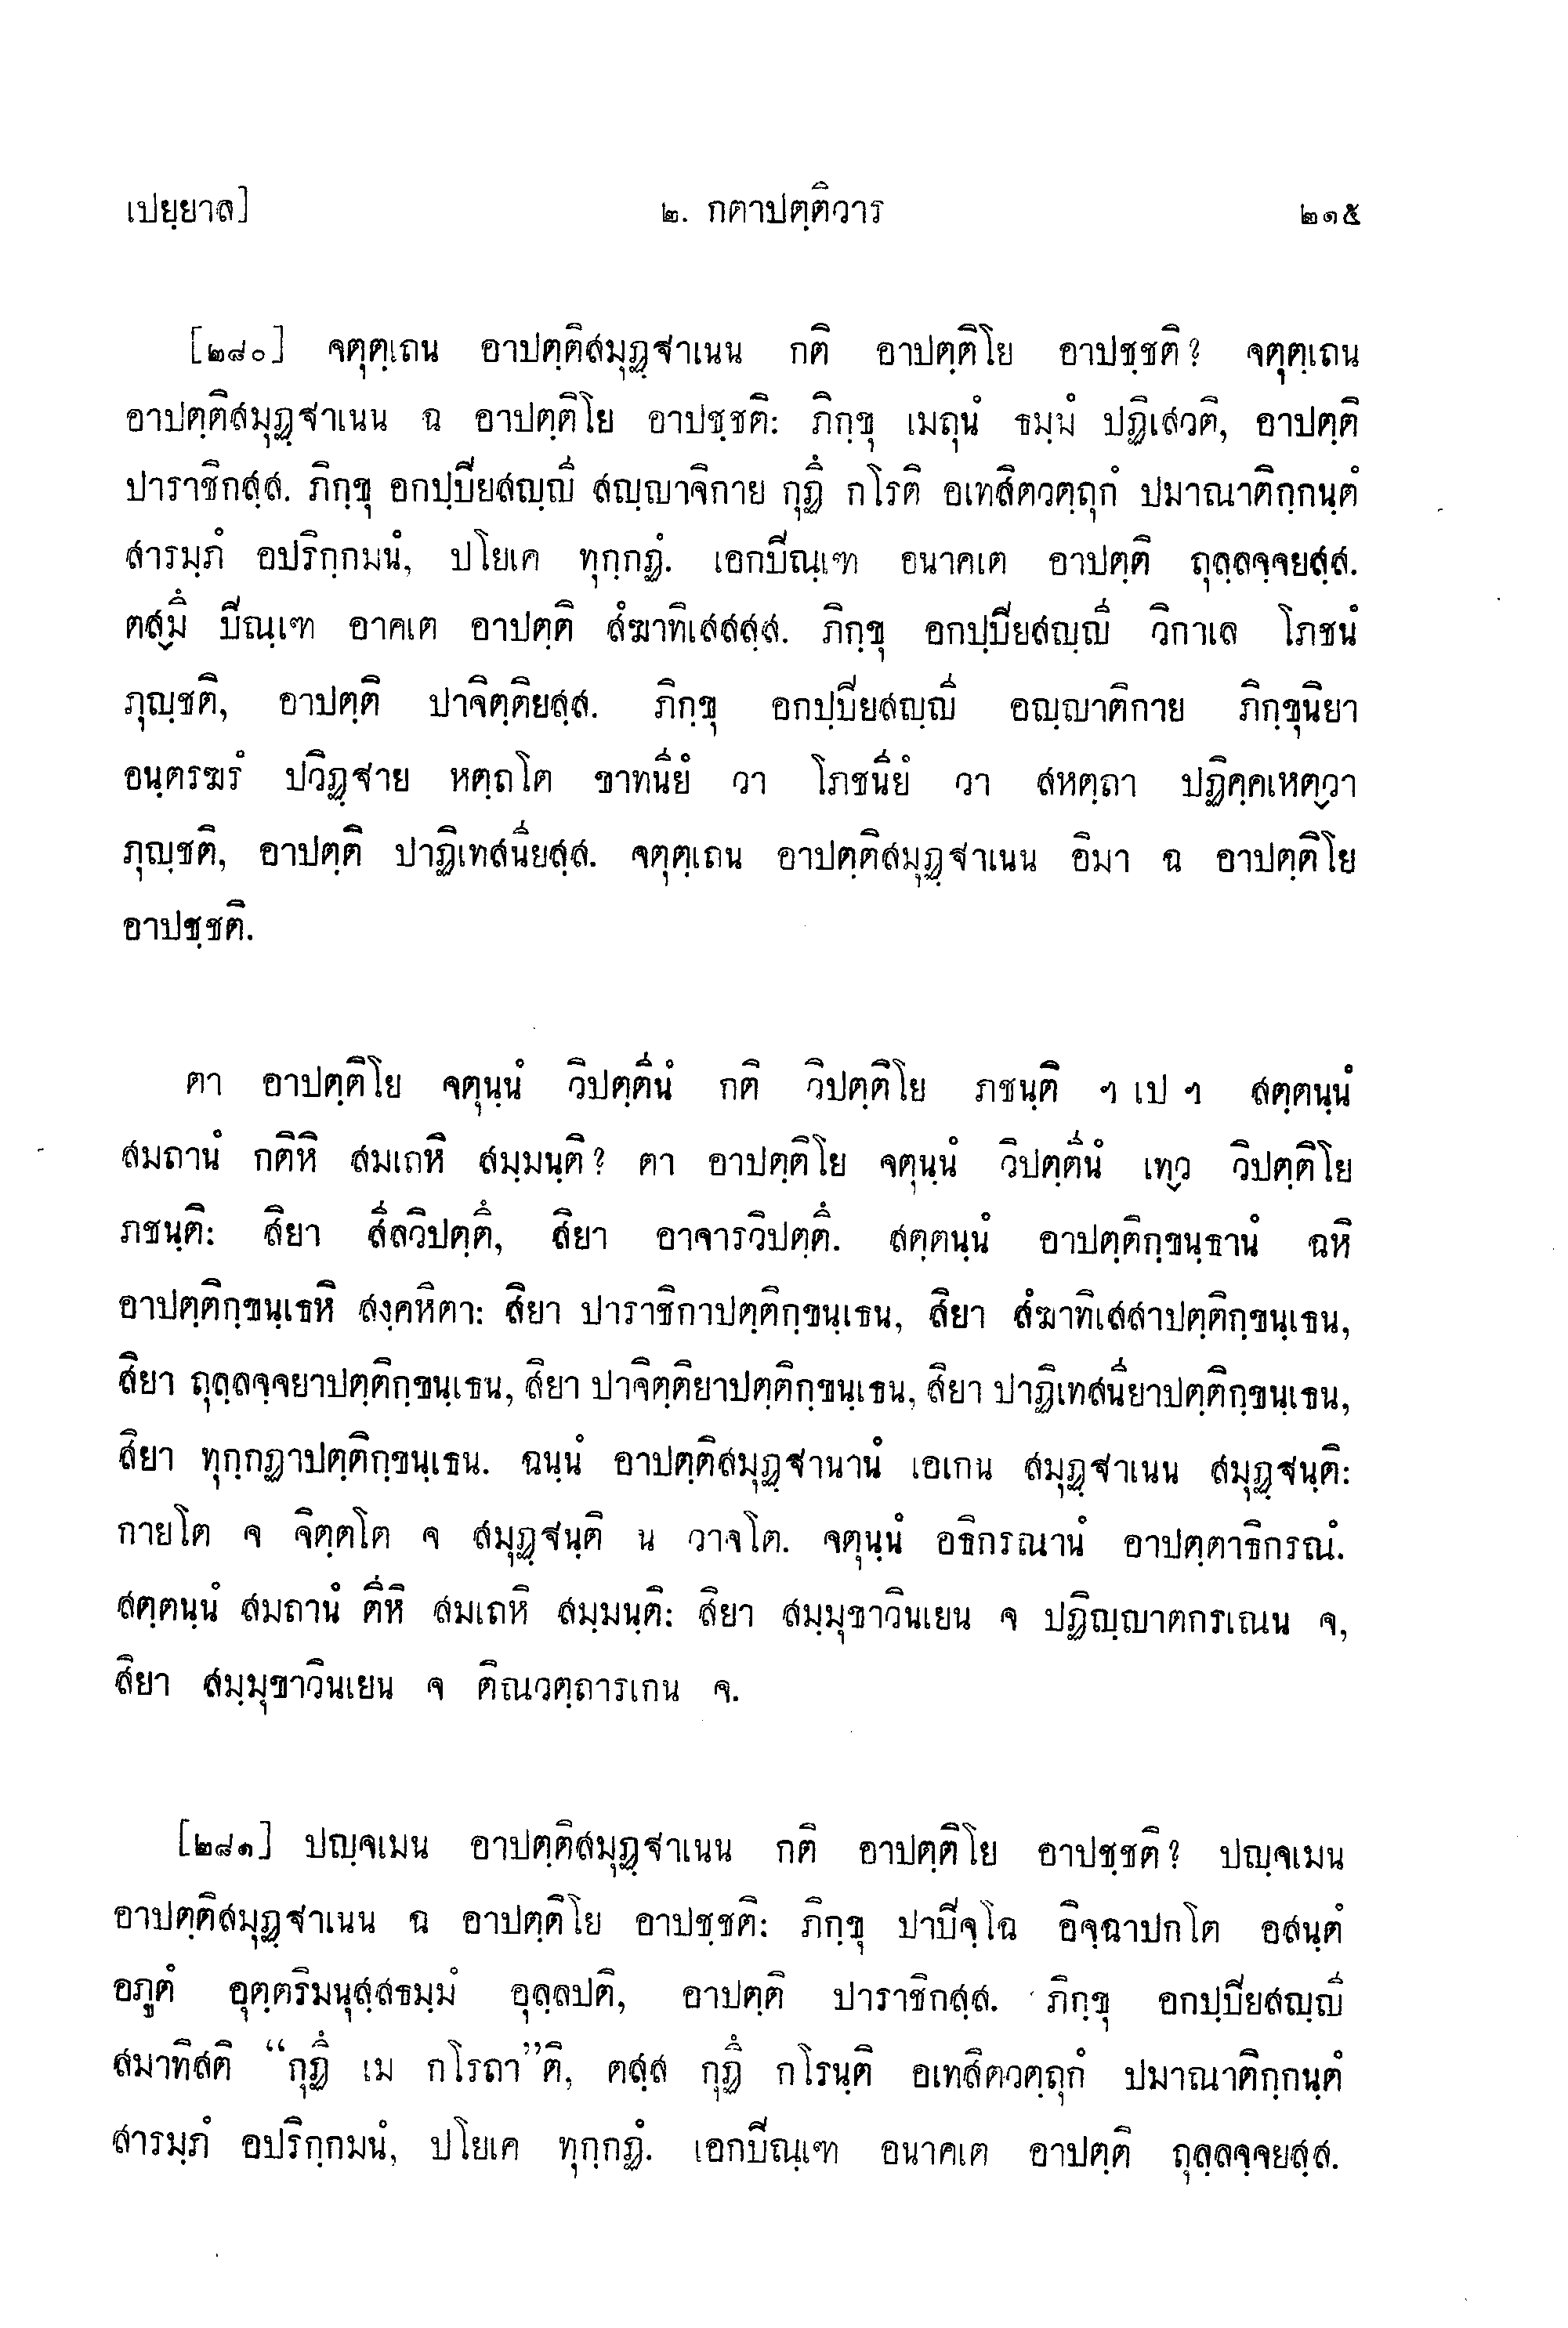 เปยฺยาล]
๒. กตาปตฺติวาร
๒๑๕
[๒๘๐] จตุตฺเถน อาปตฺติสมุฏฺฐาเนน กติ อาปตฺติโย อาปชฺชติ? จตุตฺเถน
อาปตฺติสมุฏฺฐาเนน ฉ อาปตฺติโย อาปชฺชติ: ภิกฺขุ เมถุนํ ธมฺมํ ปฏิเสวติ, อาปตฺติ
ปาราชิกสฺส. ภิกฺขุ อกปฺปิยสญฺญี สญฺญาจิกาย กุฏิํ กโรติ อเทสิตวตฺถุกํ ปมาณาติกฺกนฺตํ
สารมฺภํ อปริกฺกมนํ, ปโยเค ทุกฺกฏํ. เอกปิณฺเฑ อนาคเต อาปตฺติ ถุลฺลจฺจยสฺส.
ตสฺมิํ ปิณฺเฑ อาคเต อาปตฺติ สํฆาทิเสสสฺส. ภิกฺขุ อกปฺปิยสญฺญี วิกาเล โภชนํ
ภุญฺชติ, อาปตฺติ ปาจิตฺติยสฺส. ภิกฺขุ อกปฺปิยสญฺญี อญฺญาติกาย ภิกฺขุนิยา
อนฺตรฆรํ ปวิฏฺฐาย หตฺถโต ขาทนียํ วา โภชนียํ วา สหตฺถา ปฏิคฺคเหตฺวา
ภุญฺชติ, อาปตฺติ ปาฏิเทสนียสฺส. จตุตฺเถน อาปตฺติสมุฏฺฐาเนน อิมา ฉ อาปตฺติโย
อาปชฺชติ.
ตา อาปตฺติโย จตุนฺนํ วิปตฺตีนํ กติ วิปตฺติโย ภชนฺติ ฯ เป ฯ สตฺตนฺนํ
สมถานํ กติหิ สมเถหิ สมฺมนฺติ? ตา อาปตฺติโย จตุนฺนํ วิปตฺตีนํ เทฺว วิปตฺติโย
ภชนฺติ: สิยา สีลวิปตฺติํ, สิยา อาจารวิปตฺติํ. สตฺตนฺนํ อาปตฺติกฺขนฺธานํ ฉหิ
อาปตฺติกฺขนฺเธหิ สงฺคหิตา: สิยา ปาราชิกาปตฺติกฺขนฺเธน, สิยา สํฆาทิเสสาปตฺติกฺขนฺเธน,
สิยา ถุลฺลจฺจยาปตฺติกฺขนฺเธน, สิยา ปาจิตฺติยาปตฺติกฺขนฺเธน, สิยา ปาฏิเทสนียาปตฺติกฺขนฺเธน,
สิยา ทุกฺกฏาปตฺติกฺขนฺเธน. ฉนฺนํ อาปตฺติสมุฏฺฐานานํ เอเกน สมุฏฺฐาเนน สมุฏฺฐนฺติ:
กายโต จ จิตฺตโต จ สมุฏฺฐนฺติ น วาจโต. จตุนฺนํ อธิกรณานํ อาปตฺตาธิกรณํ.
สตฺตนฺนํ สมถานํ ตีหิ สมเถหิ สมฺมนฺติ: สิยา สมฺมุขาวินเยน จ ปฏิญฺญาตกรเณน จ,
สิยา สมฺมุขาวินเยน จ ติณวตฺถารเกน จ.
[๒๘๑] ปญฺจเมน อาปตฺติสมุฏฺฐาเนน กติ อาปตฺติโย อาปชฺชติ? ปญฺจเมน
อาปตฺติสมุฏฺฐาเนน ฉ อาปตฺติโย อาปชฺชติ: ภิกฺขุ ปาปิจฺโฉ อิจฺฉาปกโต อสนฺตํ
อภูตํ อุตฺตริมนุสฺสธมฺมํ อุลฺลปติ, อาปตฺติ ปาราชิกสฺส. ภิกฺขุ อกปฺปิยสญฺญี
สมาทิสติ “กุฏิํ เม กโรถา”ติ, ตสฺส กุฏิํ กโรนฺติ อเทสิตวตฺถุกํ ปมาณาติกฺกนฺตํ
สารมฺภํ อปริกฺกมนํ, ปโยเค ทุกฺกฏํ. เอกปิณฺเฑ อนาคเต อาปตฺติ ถุลฺลจฺจยสฺส.